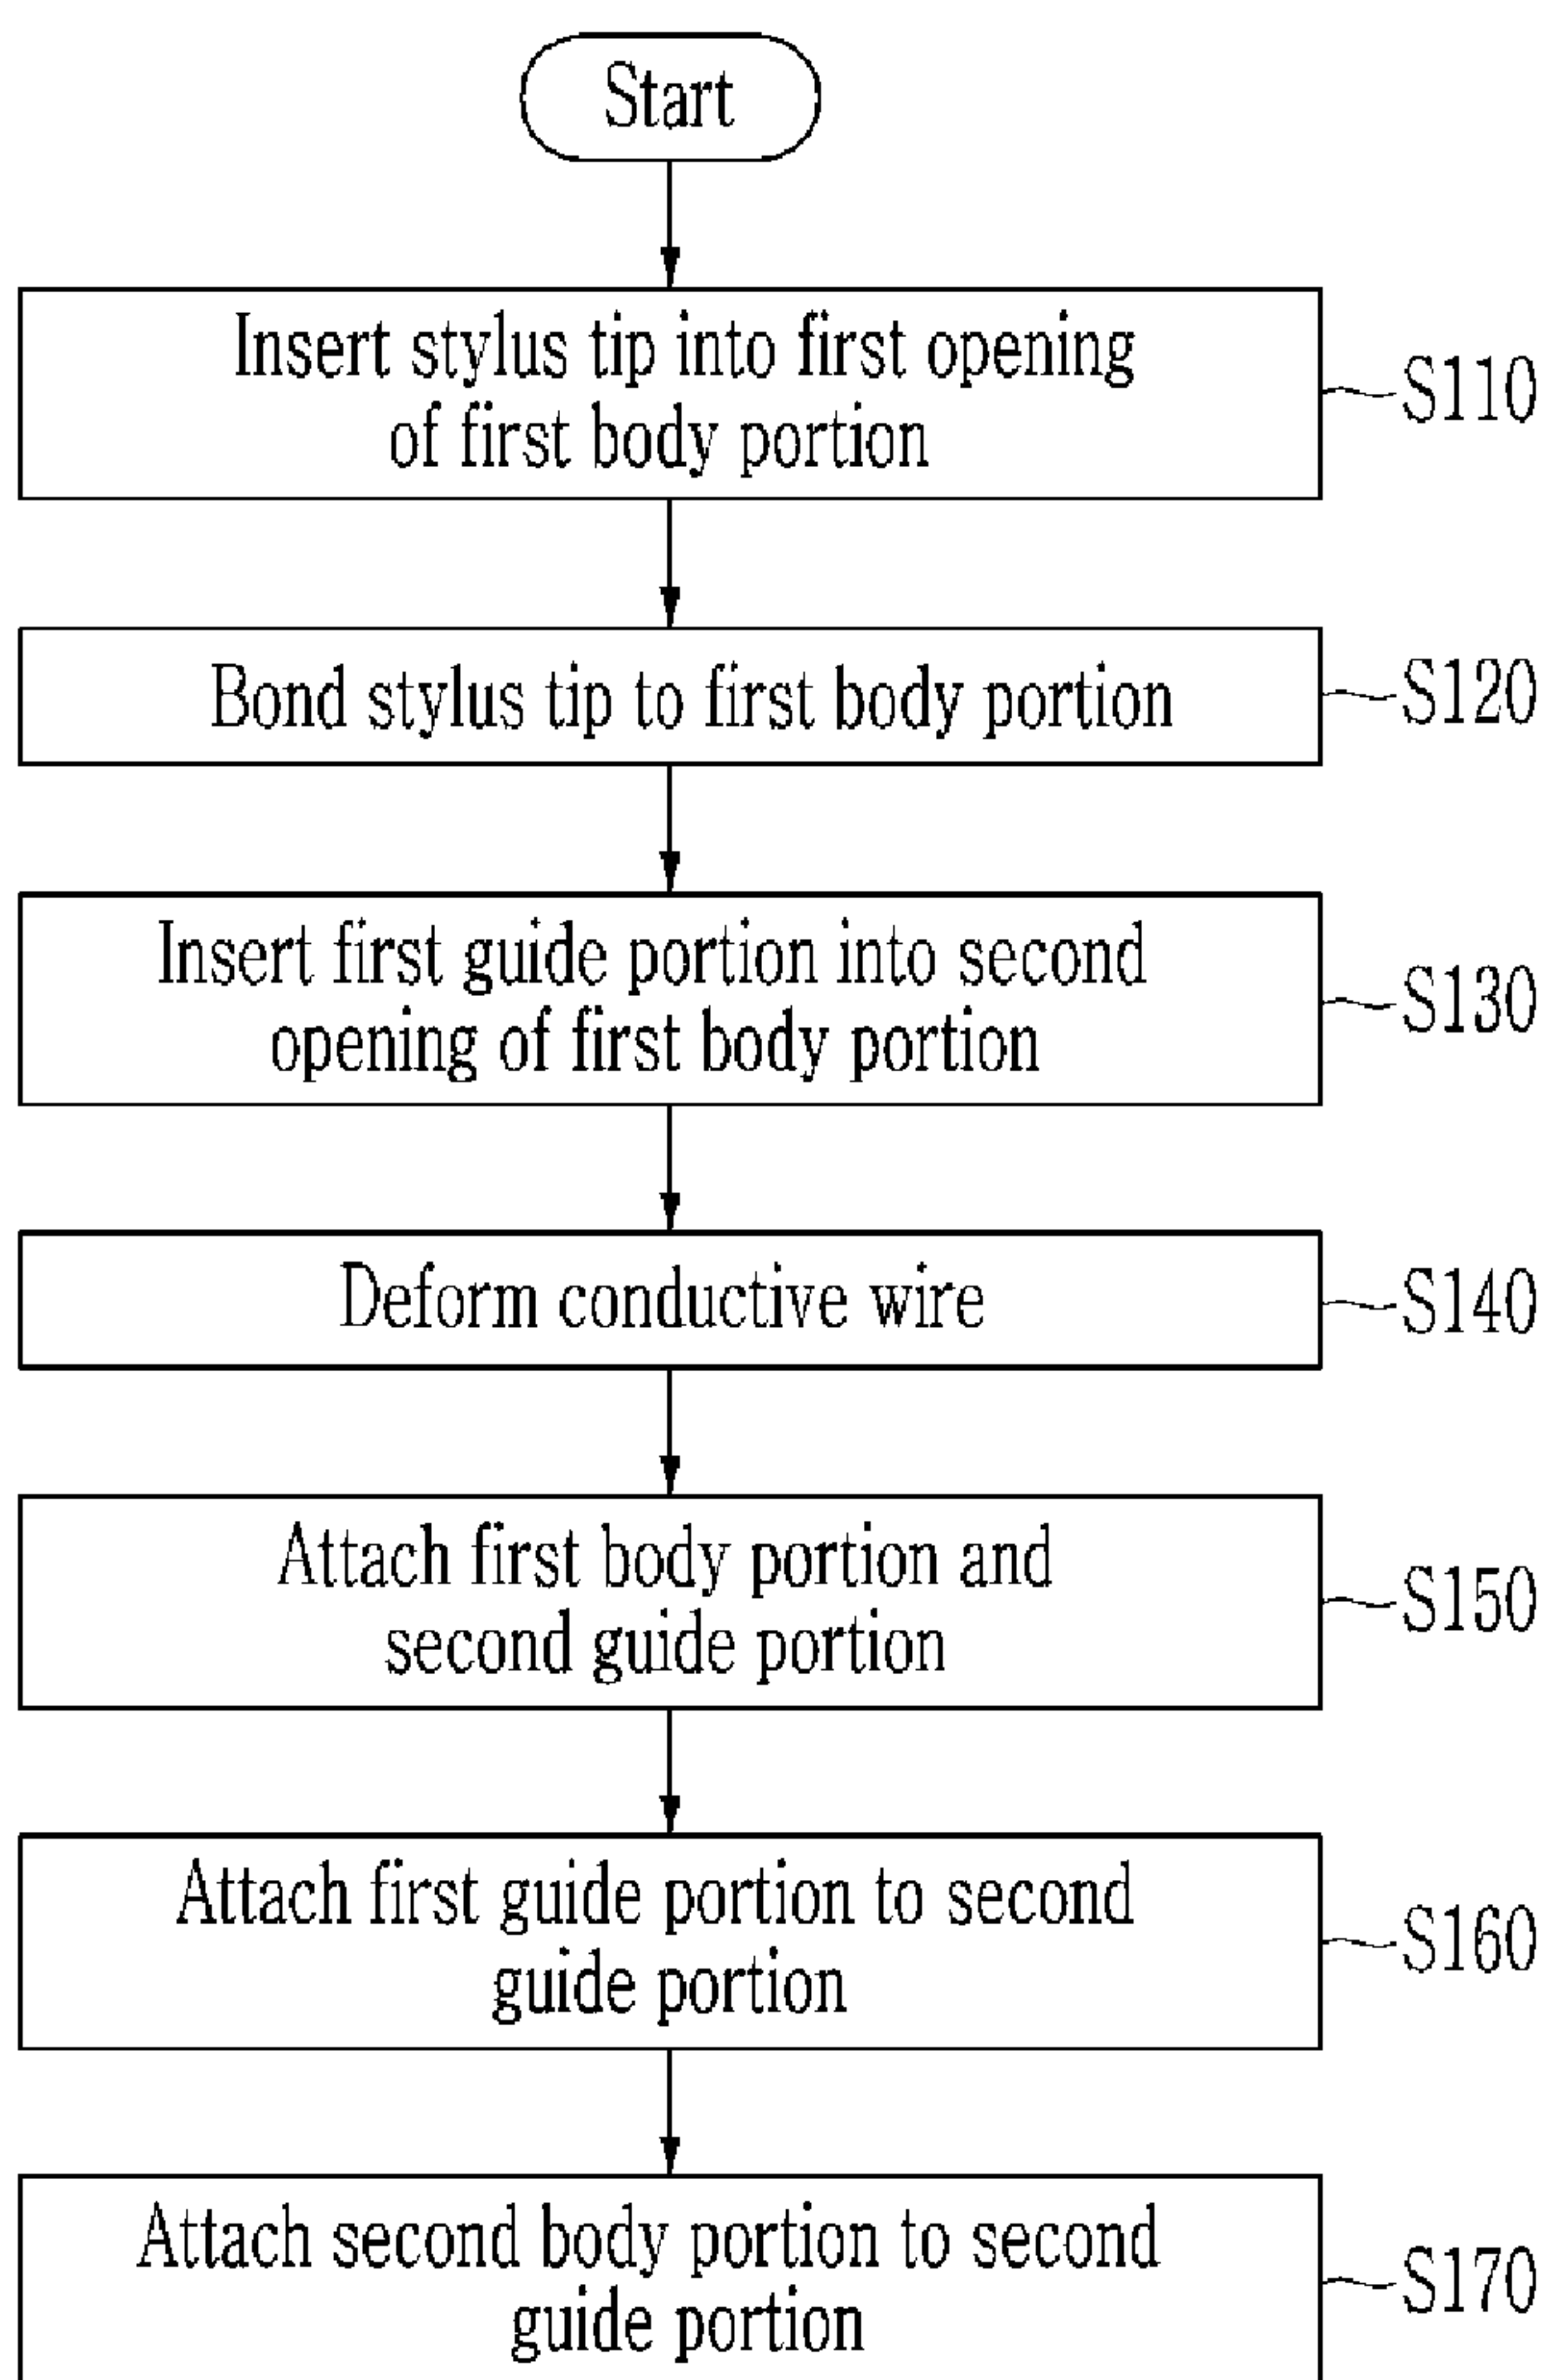 Start
Insert stylus tip into first opening
of first body portion
S110
Bond stylus tip to first body portion
S120
Insert first guide portion into second
opening of first body portion
S130
Deform conductive wire
S140
Attach first body portion and
second guide portion
S150
Attach first guide portion to second
guide portion
S160
Attach second body portion to second
guide portion
S170